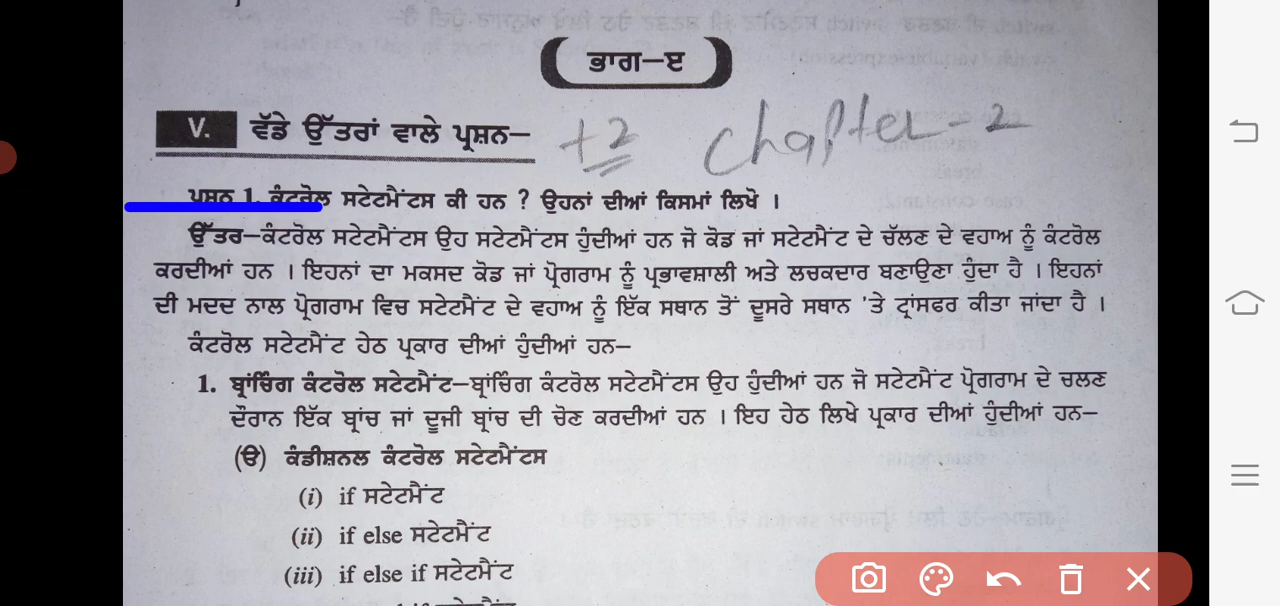 ਭਾਗ—ੲ
V. ਵੱਡੇ ਉੱਤਰਾਂ ਵਾਲੇ ਪ੍ਰਸ਼ਨ— +2 Chapter-2
ਪ੍ਰਸ਼ਨ 1. ਕੰਟਰੋਲ ਸਟੇਟਮੈਂਟਸ ਕੀ ਹਨ ? ਉਹਨਾਂ ਦੀਆਂ ਕਿਸਮਾਂ ਲਿਖੋ ।
ਉੱਤਰ—ਕੰਟਰੋਲ ਸਟੇਟਮੈਂਟਸ ਉਹ ਸਟੇਟਮੈਂਟਸ ਹੁੰਦੀਆਂ ਹਨ ਜੋ ਕੋਡ ਜਾਂ ਸਟੇਟਮੈਂਟ ਦੇ ਚੱਲਣ ਦੇ ਵਹਾਅ ਨੂੰ ਕੰਟਰੋਲ
ਕਰਦੀਆਂ ਹਨ । ਇਹਨਾਂ ਦਾ ਮਕਸਦ ਕੋਡ ਜਾਂ ਪ੍ਰੋਗਰਾਮ ਨੂੰ ਪ੍ਰਭਾਵਸ਼ਾਲੀ ਅਤੇ ਲਚਕਦਾਰ ਬਣਾਉਣਾ ਹੁੰਦਾ ਹੈ । ਇਹਨਾਂ
ਦੀ ਮਦਦ ਨਾਲ ਪ੍ਰੋਗਰਾਮ ਵਿਚ ਸਟੇਟਮੈਂਟ ਦੇ ਵਹਾਅ ਨੂੰ ਇੱਕ ਸਥਾਨ ਤੋਂ ਦੂਸਰੇ ਸਥਾਨ 'ਤੇ ਟ੍ਰਾਂਸਫਰ ਕੀਤਾ ਜਾਂਦਾ ਹੈ ।
ਕੰਟਰੋਲ ਸਟੇਟਮੈਂਟ ਹੇਠ ਪ੍ਰਕਾਰ ਦੀਆਂ ਹੁੰਦੀਆਂ ਹਨ—
1. ਬ੍ਰਾਂਚਿੰਗ ਕੰਟਰੋਲ ਸਟੇਟਮੈਂਟ—ਬ੍ਰਾਂਚਿੰਗ ਕੰਟਰੋਲ ਸਟੇਟਮੈਂਟਸ ਉਹ ਹੁੰਦੀਆਂ ਹਨ ਜੋ ਸਟੇਟਮੈਂਟ ਪ੍ਰੋਗਰਾਮ ਦੇ ਚਲਣ
ਦੌਰਾਨ ਇੱਕ ਬ੍ਰਾਂਚ ਜਾਂ ਦੂਜੀ ਬ੍ਰਾਂਚ ਦੀ ਚੋਣ ਕਰਦੀਆਂ ਹਨ । ਇਹ ਹੇਠ ਲਿਖੇ ਪ੍ਰਕਾਰ ਦੀਆਂ ਹੁੰਦੀਆਂ ਹਨ—
(ੳ) ਕੰਡੀਸ਼ਨਲ ਕੰਟਰੋਲ ਸਟੇਟਮੈਂਟਸ
(i) if ਸਟੇਟਮੈਂਟ
(ii) if else ਸਟੇਟਮੈਂਟ
(iii) if else if ਸਟੇਟਮੈਂਟ